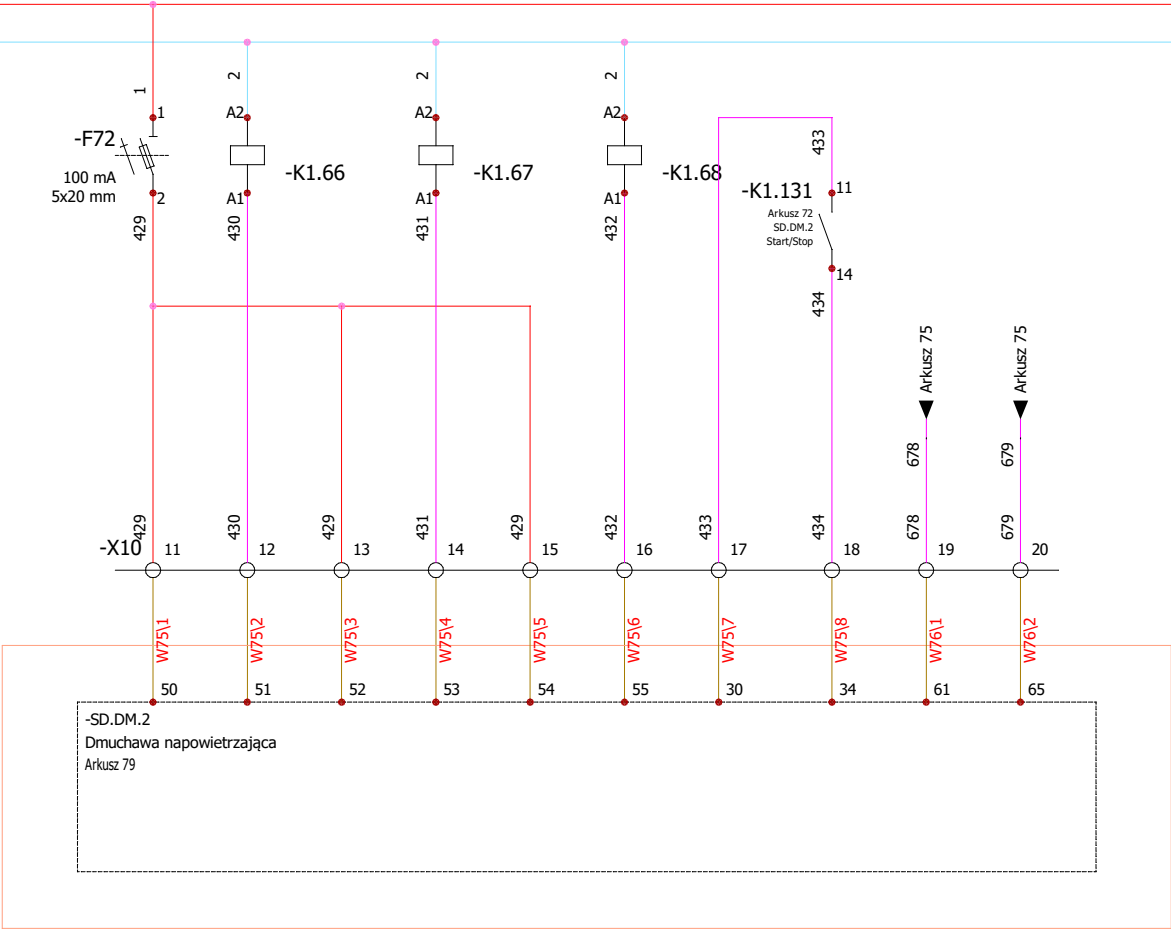 2
2
2
1
1
A2
A2
A2
-F72
100 mA
5x20 mm
-K1.66
-K1.67
-K1.68
433
-K1.131
11
Arkusz 72
SD.DM.2
Start/Stop
2
A1
A1
A1
429
430
431
432
14
434
Arkusz 75
Arkusz 75
678
679
429
430
429
431
429
432
433
434
678
679
-X10
11
12
13
14
15
16
17
18
19
20
W75\1
W75\2
W75\3
W75\4
W75\5
W75\6
W75\7
W75\8
W76\1
W76\2
50
51
52
53
54
55
30
34
61
65
-SD.DM.2
Dmuchawa napowietrzająca
Arkusz 79